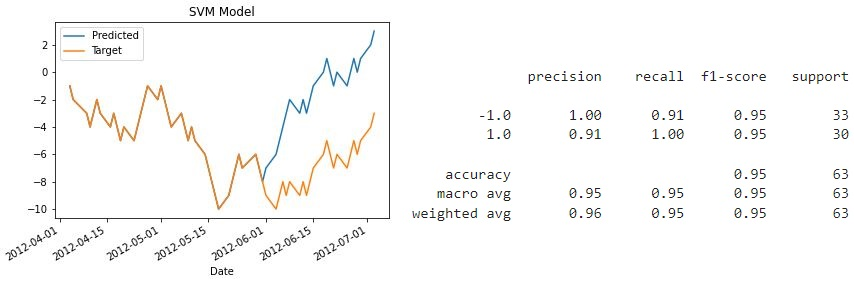 SVM Model
Predicted
Target
2
0
−2
−4
−6
−8
−10
2012-04-01
2012-04-15
2012-05-01
2012-05-15
2012-06-01
2012-06-15
2012-07-01
Date
precision recall f1-score support
-1.0 1.00 0.91 0.95 33
1.0 0.91 1.00 0.95 30
accuracy 0.95 63
macro avg 0.95 0.95 0.95 63
weighted avg 0.96 0.95 0.95 63